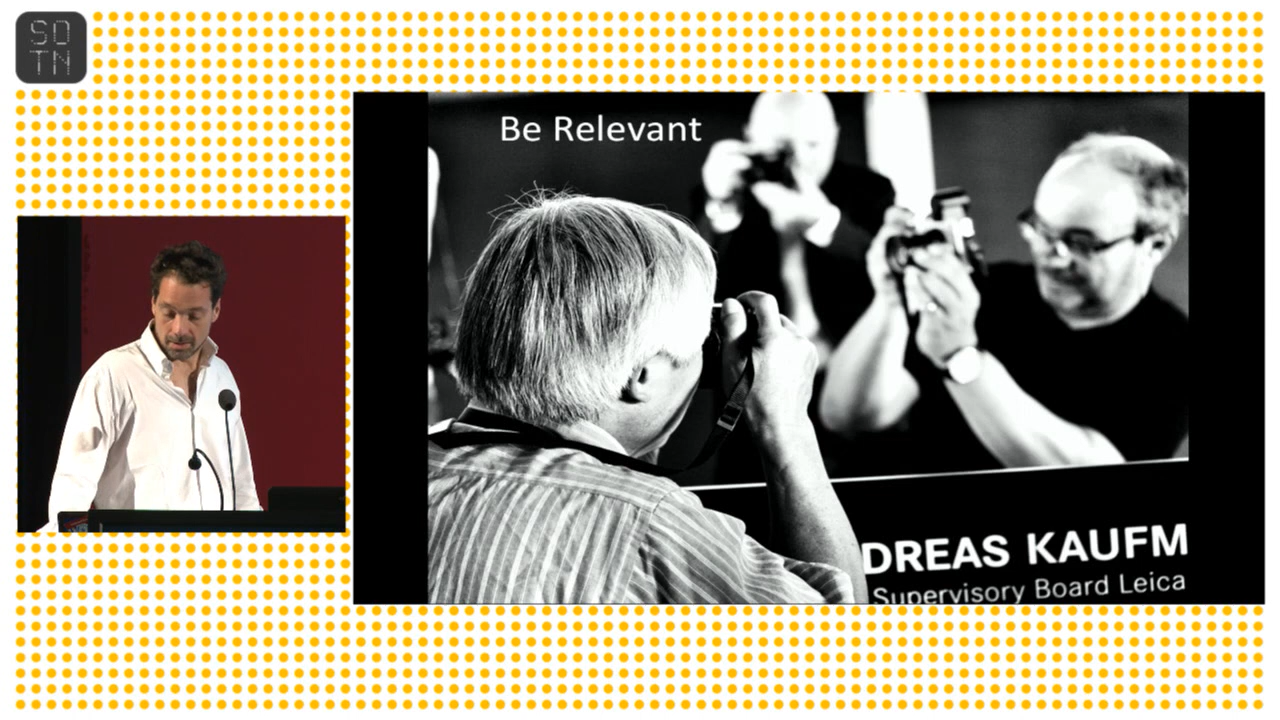 SO
TN
Be Relevant
DREAS KAUFM
Supervisory Board Leica